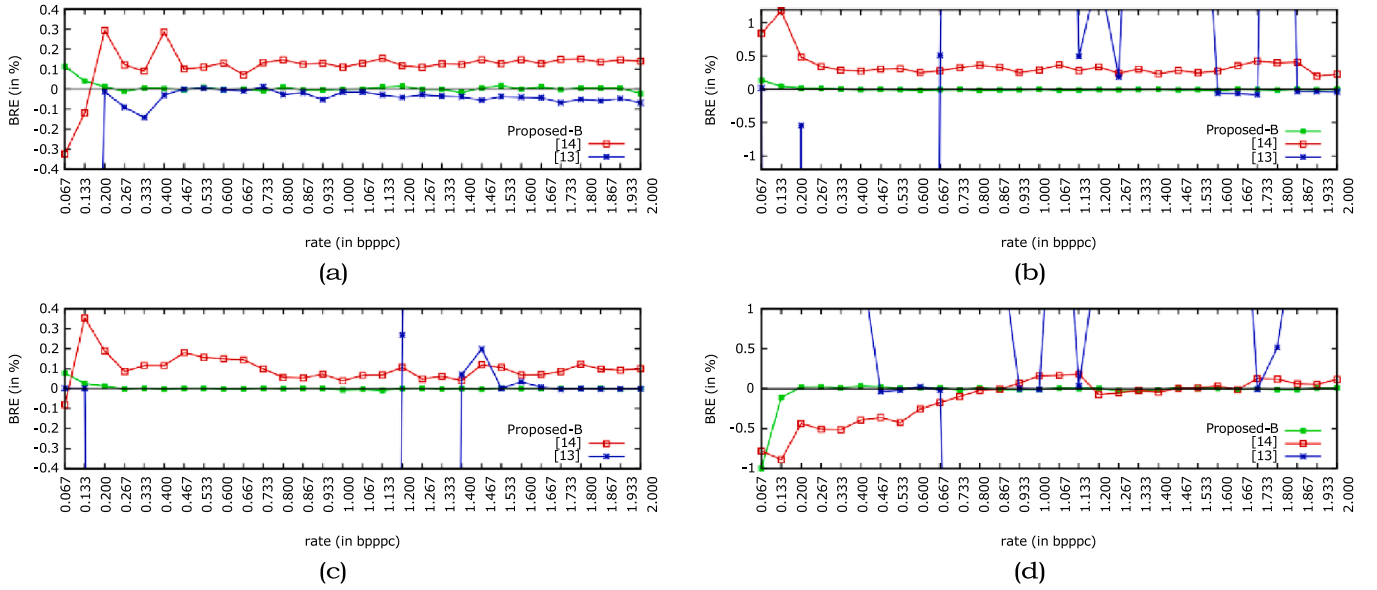 0.4
0.3
0.2
0.1
0
-0.1
-0.2
-0.3
-0.4
BRE (in %)
Proposed-B
[14]
[13]
0.067 0.133 0.200 0.267 0.333 0.400 0.467 0.533 0.600 0.667 0.733 0.800 0.867 0.933 1.000 1.067 1.133 1.200 1.267 1.333 1.400 1.467 1.533 1.600 1.667 1.733 1.800 1.867 1.933 2.000
rate (in bpppc)
(a)
1
0.5
0
-0.5
-1
BRE (in %)
Proposed-B
[14]
[13]
0.067 0.133 0.200 0.267 0.333 0.400 0.467 0.533 0.600 0.667 0.733 0.800 0.867 0.933 1.000 1.067 1.133 1.200 1.267 1.333 1.400 1.467 1.533 1.600 1.667 1.733 1.800 1.867 1.933 2.000
rate (in bpppc)
(b)
0.4
0.3
0.2
0.1
0
-0.1
-0.2
-0.3
-0.4
BRE (in %)
Proposed-B
[14]
[13]
0.067 0.133 0.200 0.267 0.333 0.400 0.467 0.533 0.600 0.667 0.733 0.800 0.867 0.933 1.000 1.067 1.133 1.200 1.267 1.333 1.400 1.467 1.533 1.600 1.667 1.733 1.800 1.867 1.933 2.000
rate (in bpppc)
(c)
1
0.5
0
-0.5
-1
BRE (in %)
Proposed-B
[14]
[13]
0.067 0.133 0.200 0.267 0.333 0.400 0.467 0.533 0.600 0.667 0.733 0.800 0.867 0.933 1.000 1.067 1.133 1.200 1.267 1.333 1.400 1.467 1.533 1.600 1.667 1.733 1.800 1.867 1.933 2.000
rate (in bpppc)
(d)